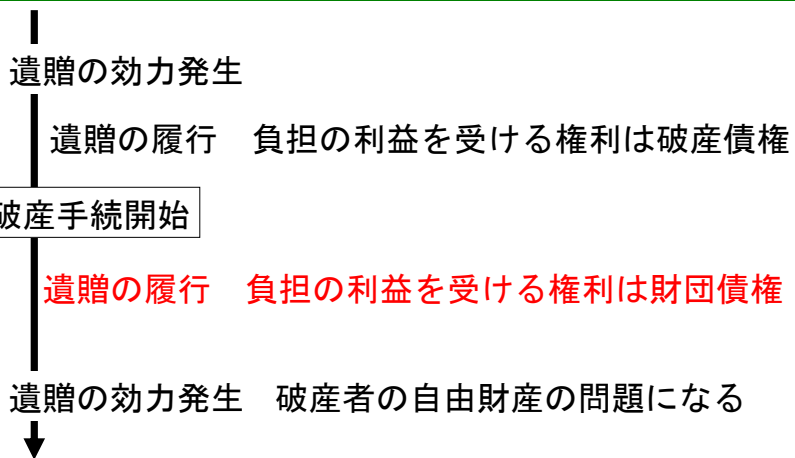 遺贈の効力発生
遺贈の履行　負担の利益を受ける権利は破産債権
破産手続開始
遺贈の履行　負担の利益を受ける権利は財団債権
遺贈の効力発生　破産者の自由財産の問題になる